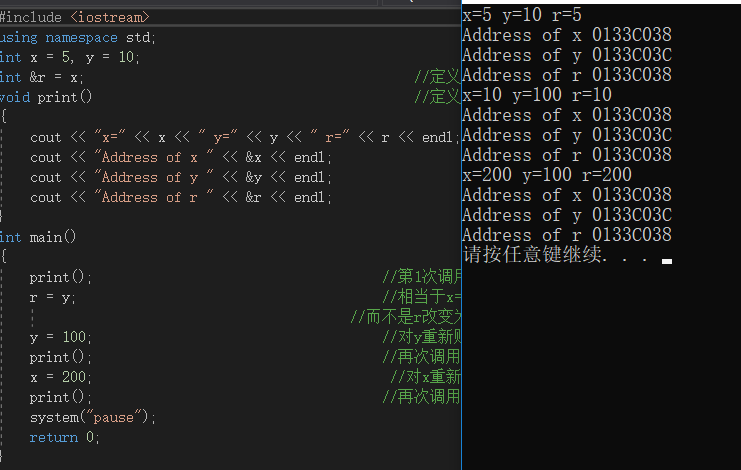 #include <iostream>
using namespace std;
int x = 5, y = 10;
int &r = x; //定义
void print() //定义
{
cout << "x=" << x << " y=" << y << " r=" << r << endl;
cout << "Address of x " << &x << endl;
cout << "Address of y " << &y << endl;
cout << "Address of r " << &r << endl;
}
int main()
{
print(); //第1次调用
r = y; //相当于x=
//而不是r改变为
y = 100; //对y重新赋
print(); //再次调用
x = 200; //对x重新
print(); //再次调用
system("pause");
return 0;
}
x=5 y=10 r=5
Address of x 0133C038
Address of y 0133C03C
Address of r 0133C038
x=10 y=100 r=10
Address of x 0133C038
Address of y 0133C03C
Address of r 0133C038
x=200 y=100 r=200
Address of x 0133C038
Address of y 0133C03C
Address of r 0133C038
请按任意键继续. . .